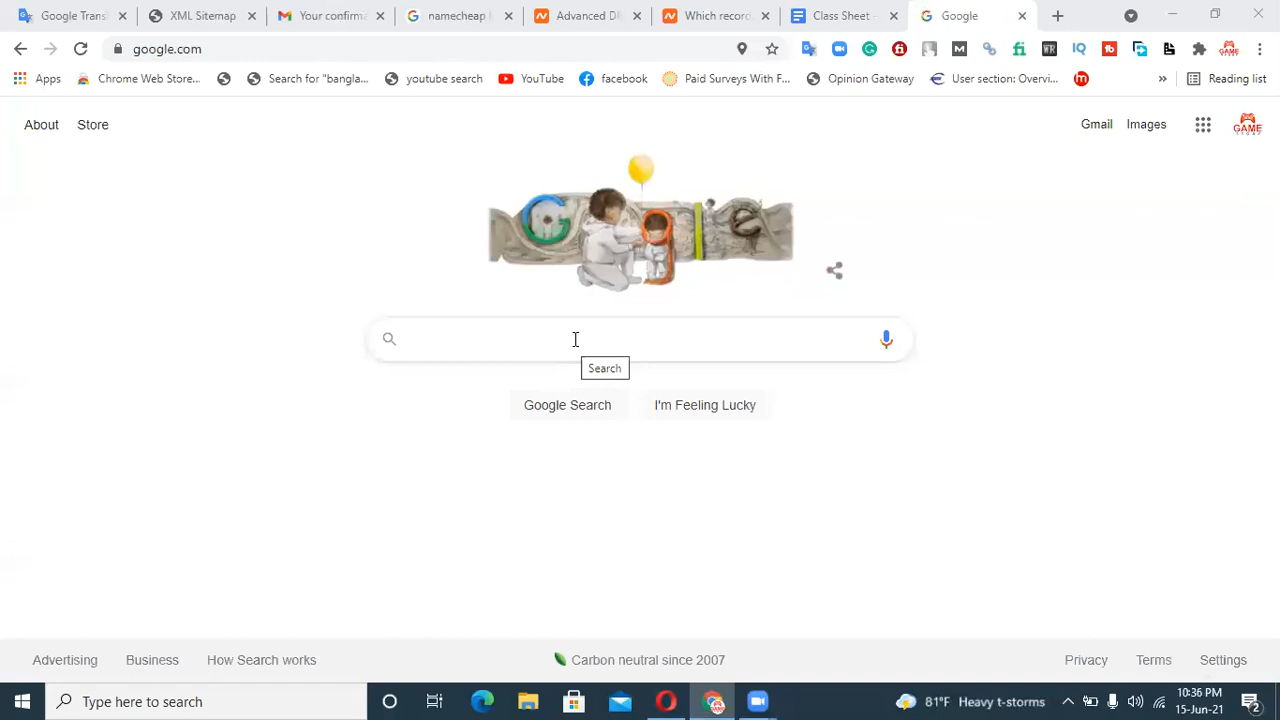 Google T
XML Sitemap
Your confirma
namecheap
Advanced D
Which record
Class Sheet -
Google
google.com
Apps
Chrome Web Store...
Search for "bangla...
youtube search
YouTube
facebook
Paid Surveys With F...
Opinion Gateway
User section: Overvi...
»
Reading list
About
Store
Gmail
Images
GAME
Search
Google Search
I'm Feeling Lucky
Advertising
Business
How Search works
Carbon neutral since 2007
Privacy
Terms
Settings
Type here to search
81°F Heavy t-storms
10:36 PM
15-Jun-21
2